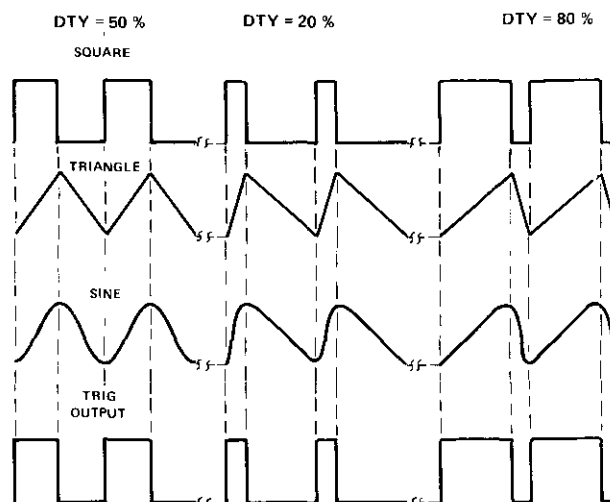 DTY = 50 %
DTY = 20 %
DTY = 80 %
SQUARE
TRIANGLE
SINE
TRIG
OUTPUT